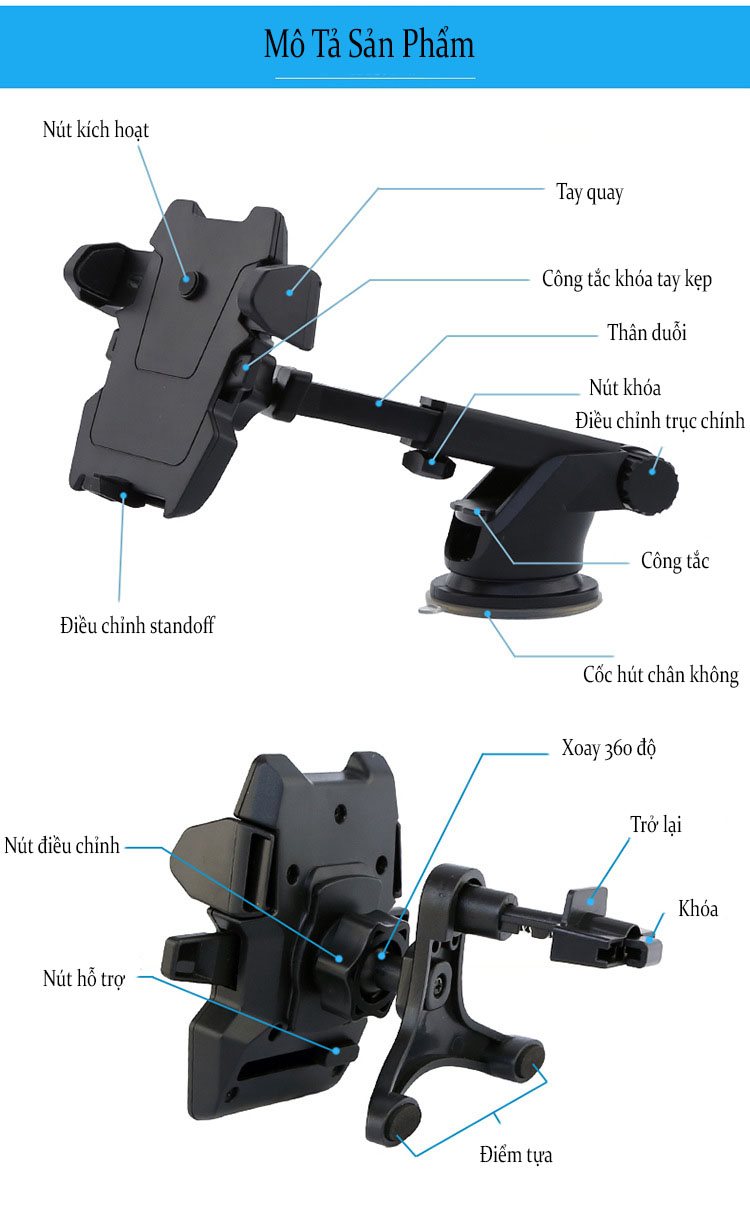 Mô Tả Sản Phẩm
Nút kích hoạt
Tay quay
Công tắc khóa tay kẹp
Thân duỗi
Nút khóa
Điều chỉnh trục chính
Công tắc
Điều chỉnh standoff
Cốc hút chân không
Xoay 360 độ
Trở lại
Nút điều chỉnh
Khóa
Nút hỗ trợ
Điểm tựa